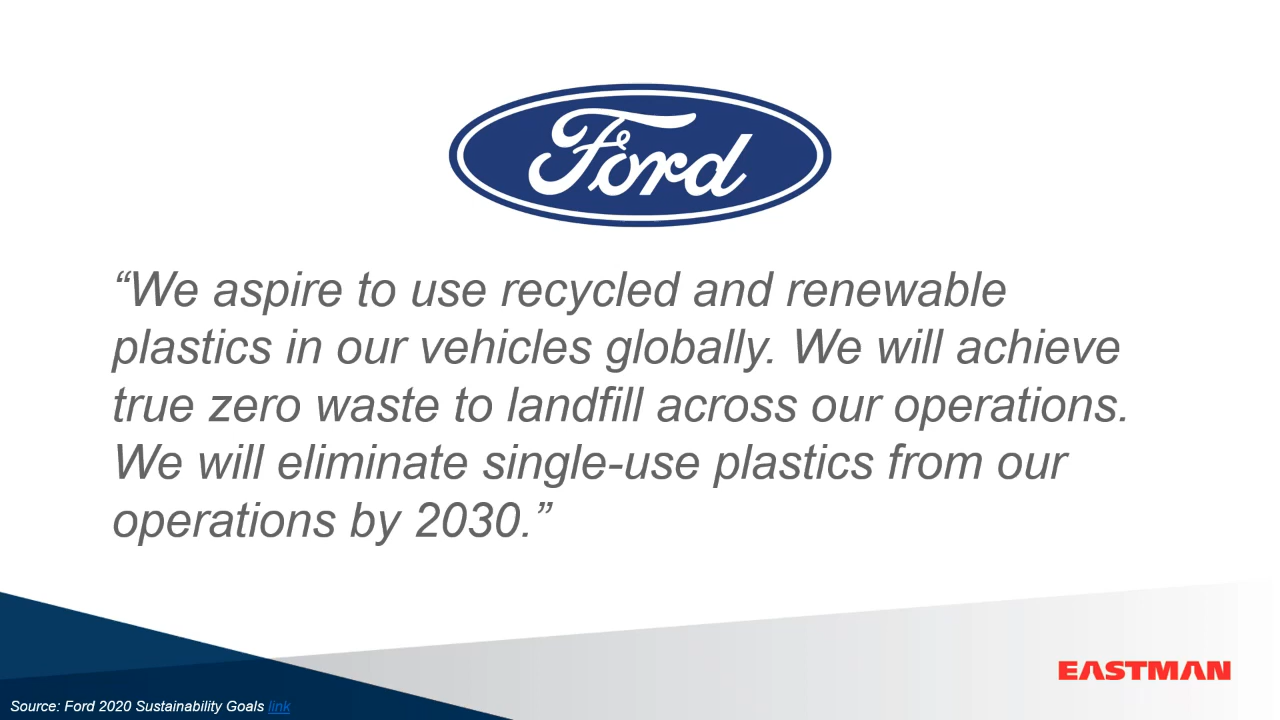 Ford
“We aspire to use recycled and renewable
plastics in our vehicles globally. We will achieve
true zero waste to landfill across our operations.
We will eliminate single-use plastics from our
operations by 2030.”
EASTMAN
Source: Ford 2020 Sustainability Goals link